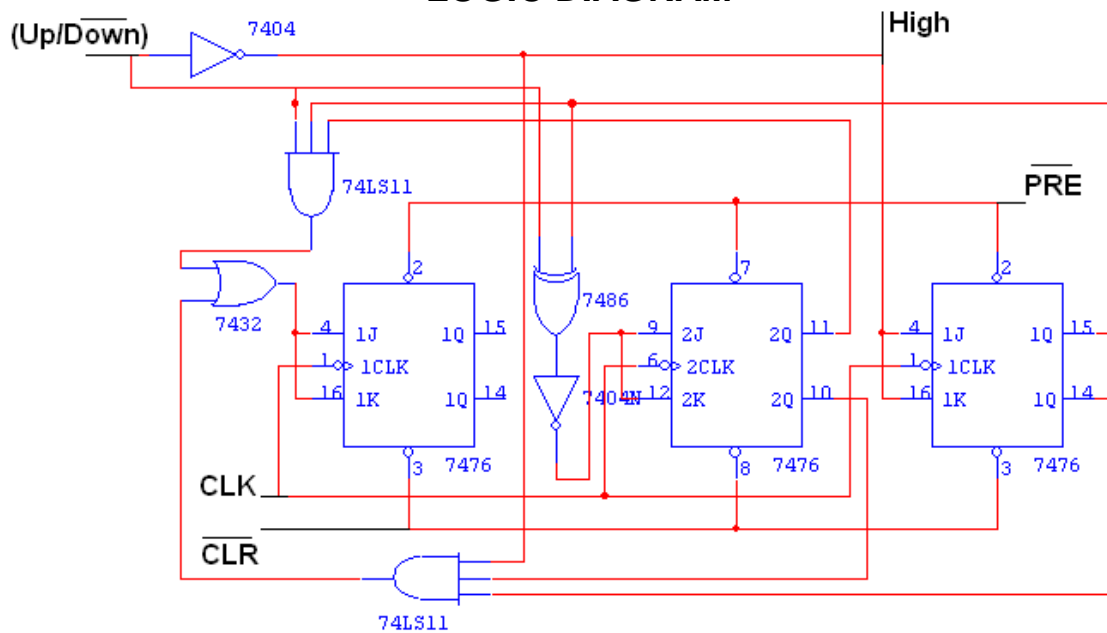 LOGIC DIAGRAM
(Up/Down)
7404
High
74LS11
PRE
2
7
2
7432
7486
4 1J 1Q 15
9 2J 2Q 11
4 1J 1Q 15
1 1CLK
6 2CLK
1 1CLK
16 1K 1Q 14
7404N
12 2K 2Q 10
16 1K 1Q 14
3 7476
8 7476
3 7476
CLK
CLR
74LS11